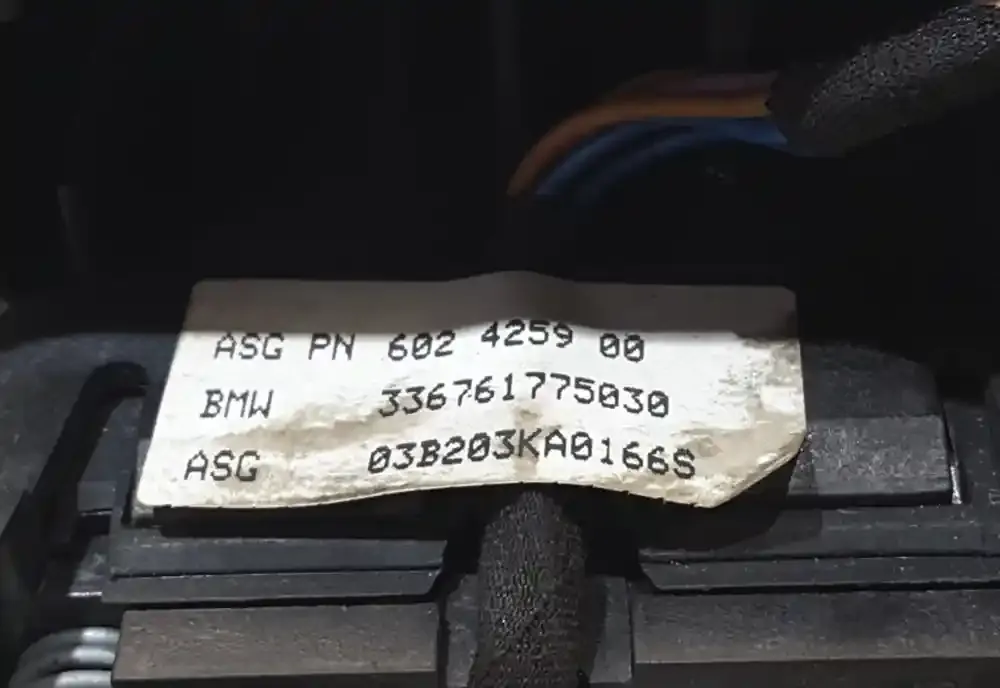 ASG PN 602 4259 00
BMW 336761775030
ASG 03B203KA0166S